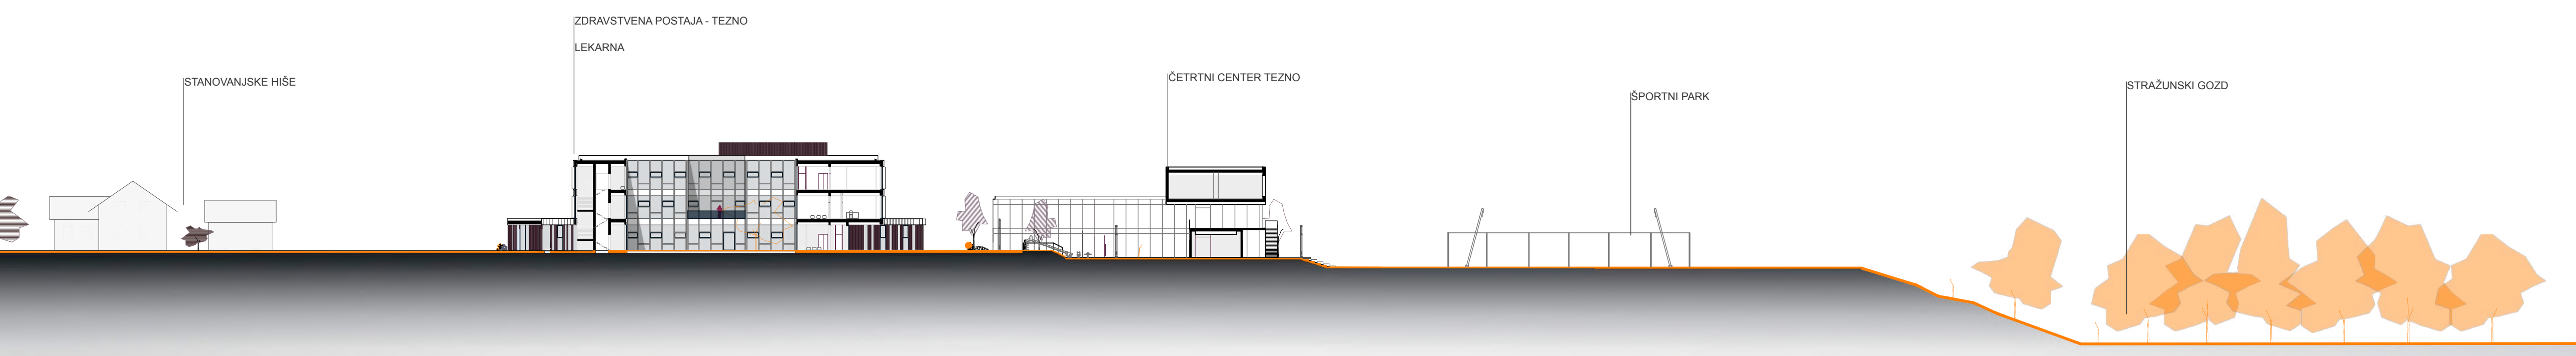 STANOVANJSKE HIŠE
ZDRAVSTVENA POSTAJA - TEZNO
LEKARNA
ČETRTNI CENTER TEZNO
ŠPORTNI PARK
STRAŽUNSKI GOZD